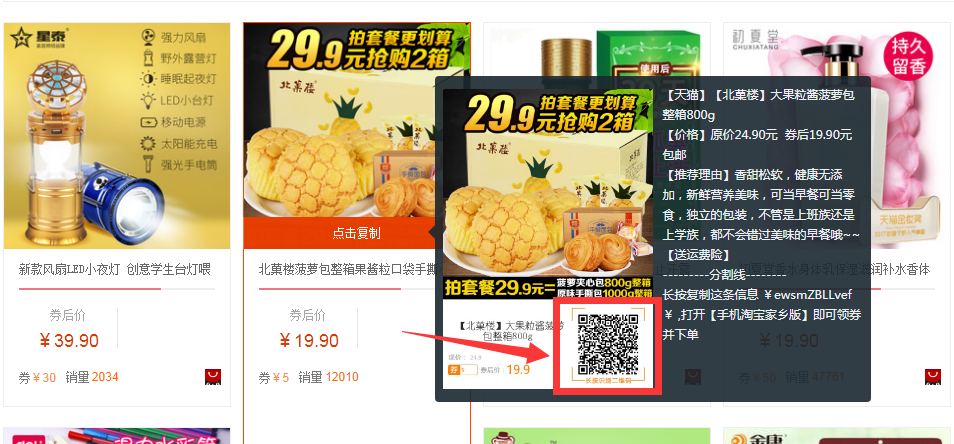 星泰
强力风扇
野外露营灯
睡眠起夜灯
LED小台灯
移动电源
太阳能充电
强光手电筒
新款风扇LED小夜灯 创意学生台灯喂
券后价
￥39.90
券￥30 销量 2034
29.9元抢购2箱
拍套餐更划算
北菓楼
点击复制
北菓楼菠萝包整箱果酱粒口袋手撕
券后价
￥19.90
券￥5 销量 12010
使用后
初夏堂
CHUXIATANG
持久
留香
润补水香体
￥19.90
券￥50 销量 47761
29.9元抢购2箱
拍套餐更划算
北菓楼
拍套餐29.9元=
菠萝夹心包800g整箱
原味手撕包1000g整箱
【北菓楼】大果粒酱菠萝
包整箱800g
现价： 24.9
券 5 券后价：19.9
长按识别二维码
【天猫】【北菓楼】大果粒酱菠萝包
整箱800g
【价格】原价24.90元 券后19.90元
包邮
【推荐理由】香甜松软，健康无添
加，新鲜营养美味，可当早餐可当零
食，独立的包装，不管是上班族还是
上学族，都不会错过美味的早餐哦~~
【送运费险】
---------分割线--------
长按复制这条信息 ￥ewsmZBLLvef
￥ ,打开【手机淘宝家乡版】即可领券
并下单
deli
金康